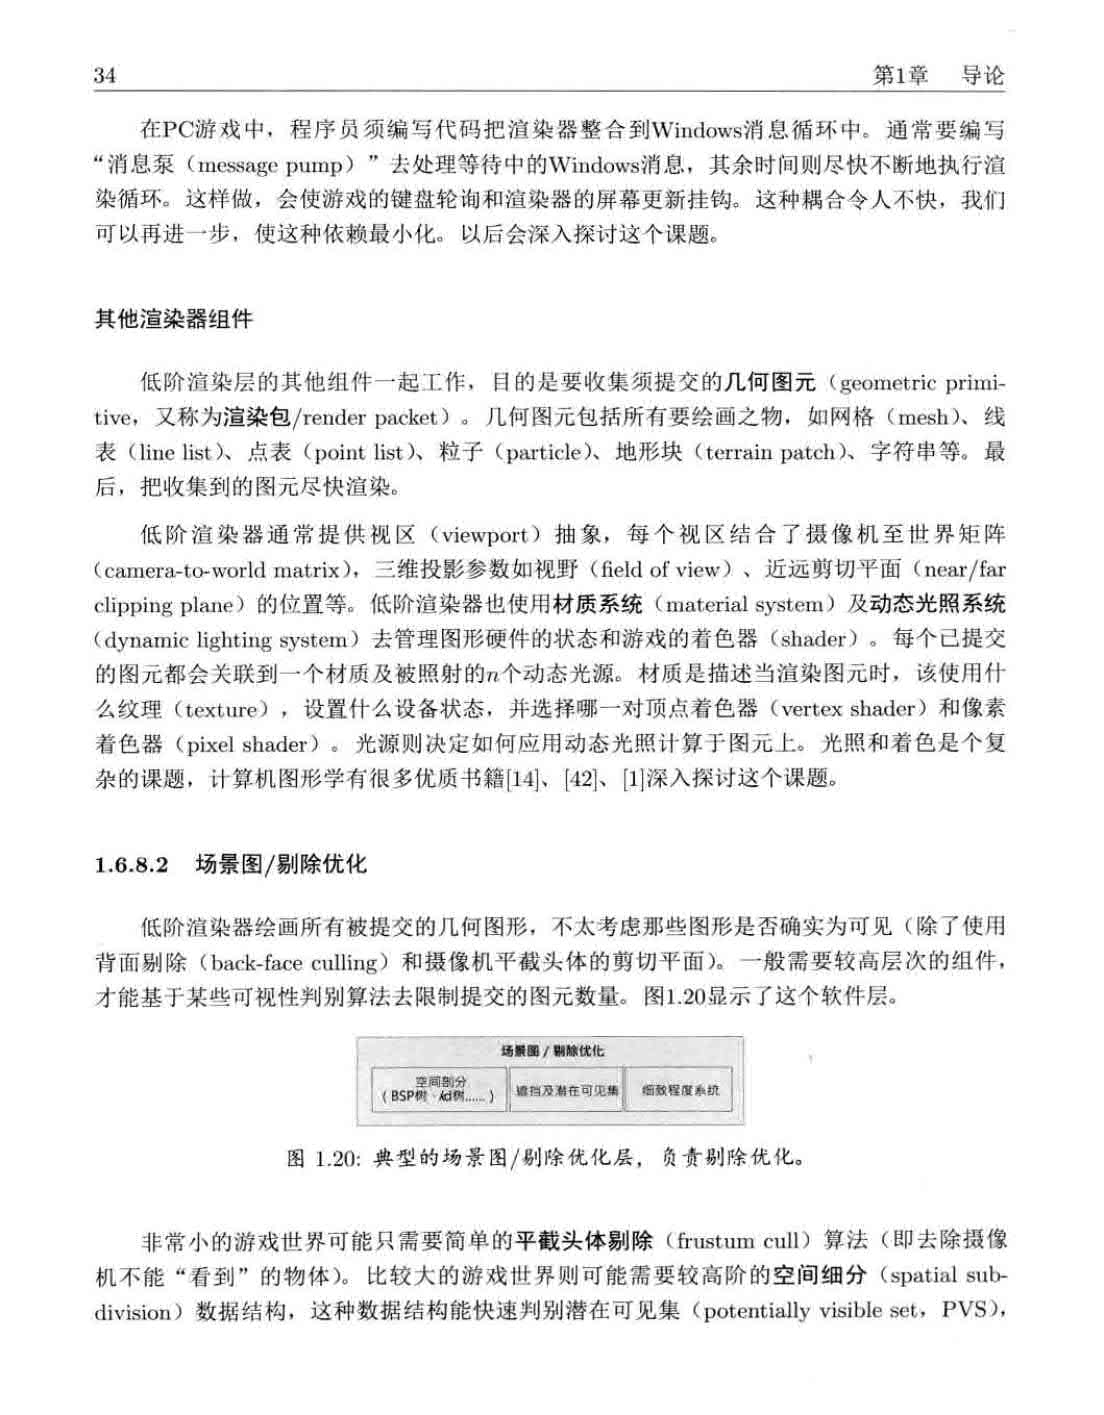 34
第1章 导论
在PC游戏中，程序员须编写代码把渲染器整合到Windows消息循环中。通常要编写
“消息泵（message pump）”去处理等待中的Windows消息，其余时间则尽快不断地执行渲
染循环。这样做，会使游戏的键盘轮询和渲染器的屏幕更新挂钩。这种耦合令人不快，我们
可以再进一步，使这种依赖最小化。以后会深入探讨这个课题。
其他渲染器组件
低阶渲染层的其他组件一起工作，目的是要收集须提交的几何图元（geometric primi-
tive，又称为渲染包/render packet）。几何图元包括所有要绘画之物，如网格（mesh）、线
表（line list）、点表（point list）、粒子（particle）、地形块（terrain patch）、字符串等。最
后，把收集到的图元尽快渲染。
低阶渲染器通常提供视区（viewport）抽象，每个视区结合了摄像机至世界矩阵
（camera-to-world matrix），三维投影参数如视野（field of view）、近远剪切平面（near/far
clipping plane）的位置等。低阶渲染器也使用材质系统（material system）及动态光照系统
（dynamic lighting system）去管理图形硬件的状态和游戏的着色器（shader）。每个已提交
的图元都会关联到一个材质及被照射的n个动态光源。材质是描述当渲染图元时，该使用什
么纹理（texture），设置什么设备状态，并选择哪一对顶点着色器（vertex shader）和像素
着色器（pixel shader）。光源则决定如何应用动态光照计算于图元上。光照和着色是个复
杂的课题，计算机图形学有很多优质书籍[14]、[42]、[1]深入探讨这个课题。
1.6.8.2 场景图/剔除优化
低阶渲染器绘画所有被提交的几何图形，不太考虑那些图形是否确实为可见（除了使用
背面剔除（back-face culling）和摄像机平截头体的剪切平面）。一般需要较高层次的组件，
才能基于某些可视性判别算法去限制提交的图元数量。图1.20显示了这个软件层。
场景图 / 剔除优化
空间剖分
（BSP树、kd树......）
遮挡及潜在可见集
细致程度系统
图 1.20: 典型的场景图/剔除优化层，负责剔除优化。
非常小的游戏世界可能只需要简单的平截头体剔除（frustum cull）算法（即去除摄像
机不能“看到”的物体）。比较大的游戏世界则可能需要较高阶的空间细分（spatial sub-
division）数据结构，这种数据结构能快速判别潜在可见集（potentially visible set，PVS），